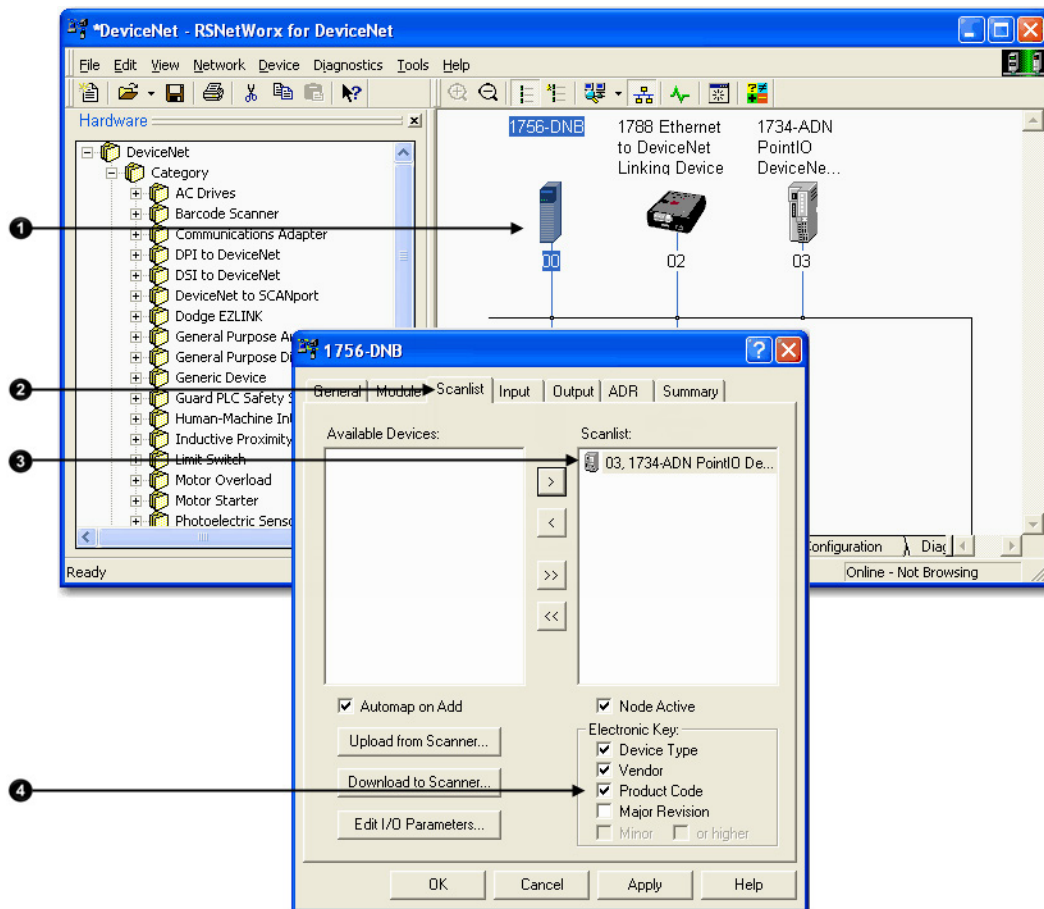 *DeviceNet - RSNetWorx for DeviceNet
File Edit View Network Device Diagnostics Tools Help
Hardware
DeviceNet
Category
AC Drives
Barcode Scanner
Communications Adapter
DPI to DeviceNet
DSI to DeviceNet
DeviceNet to SCANport
Dodge EZLINK
General Purpose
General Purpose
Generic Device
Guard PLC Safety
Human-Machine
Inductive Proximity
Limit Switch
Motor Overload
Motor Starter
Photoelectric
1756-DNB
00
1788 Ethernet
to DeviceNet
Linking Device
02
1734-ADN
PointIO
DeviceNe...
03
onfiguration Diag
Ready
Online - Not Browsing
1
2
3
4
1756-DNB
General Module Scanlist Input Output ADR Summary
Available Devices:
Scanlist:
03, 1734-ADN PointIO De...
>
<
>>
<<
Automap on Add
Upload from Scanner...
Download to Scanner...
Edit I/O Parameters...
Node Active
Electronic Key:
Device Type
Vendor
Product Code
Major Revision
Minor or higher
OK Cancel Apply Help